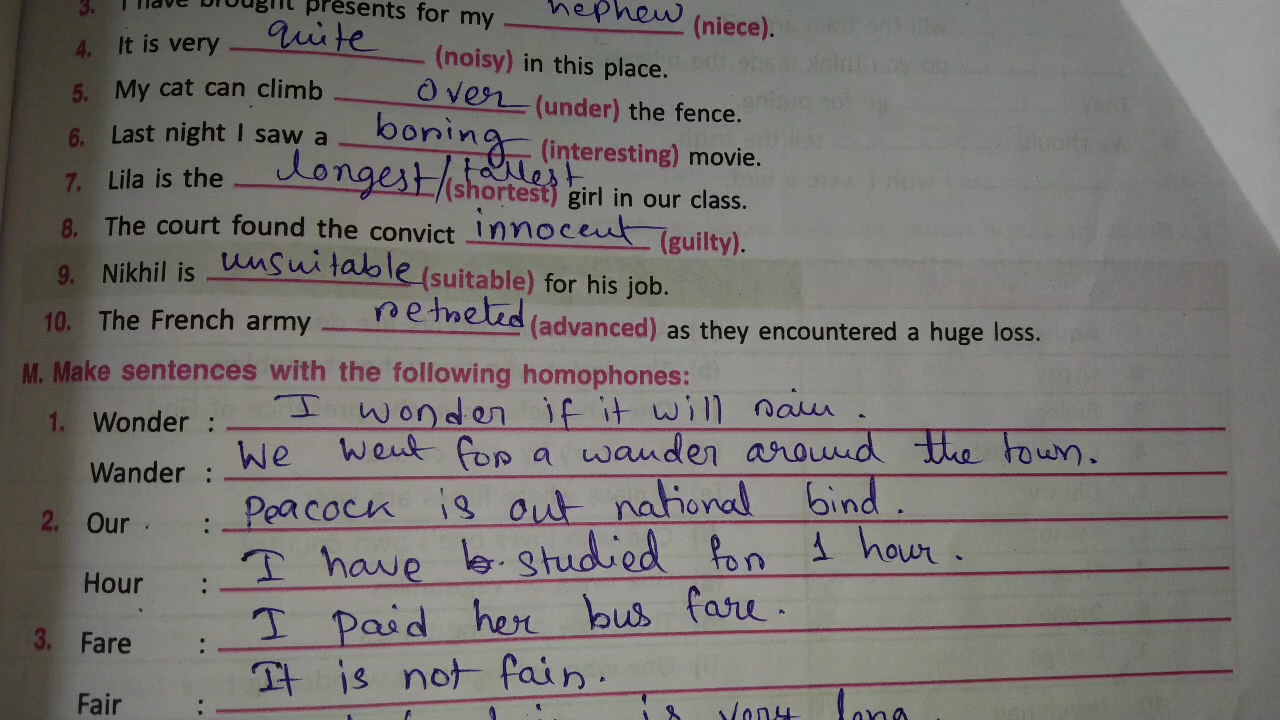 3. I have brought presents for my nephew (niece).
4. It is very quite (noisy) in this place.
5. My cat can climb over (under) the fence.
6. Last night I saw a boring (interesting) movie.
7. Lila is the longest/tallest (shortest) girl in our class.
8. The court found the convict innocent (guilty).
9. Nikhil is unsuitable (suitable) for his job.
10. The French army retreted (advanced) as they encountered a huge loss.
M. Make sentences with the following homophones:
1. Wonder : I wonder if it will rain.
Wander : We went for a wander around the town.
2. Our : Peacock is out national bird.
Hour : I have studied for 1 hour.
3. Fare : I paid her bus fare.
Fair : It is not fair.
is very long.